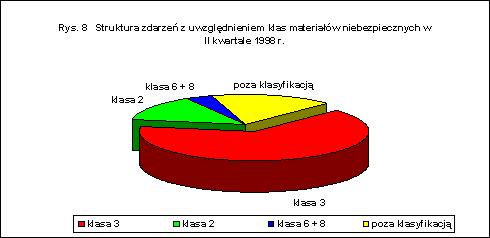 Rys. 8 Struktura zdarzeń z uwzględnieniem klas materiałów niebezpiecznych w
II kwartale 1998 r.
klasa 6 + 8
poza klasyfikacją
klasa 2
klasa 3
klasa 3 klasa 2 klasa 6 + 8 poza klasyfikacją